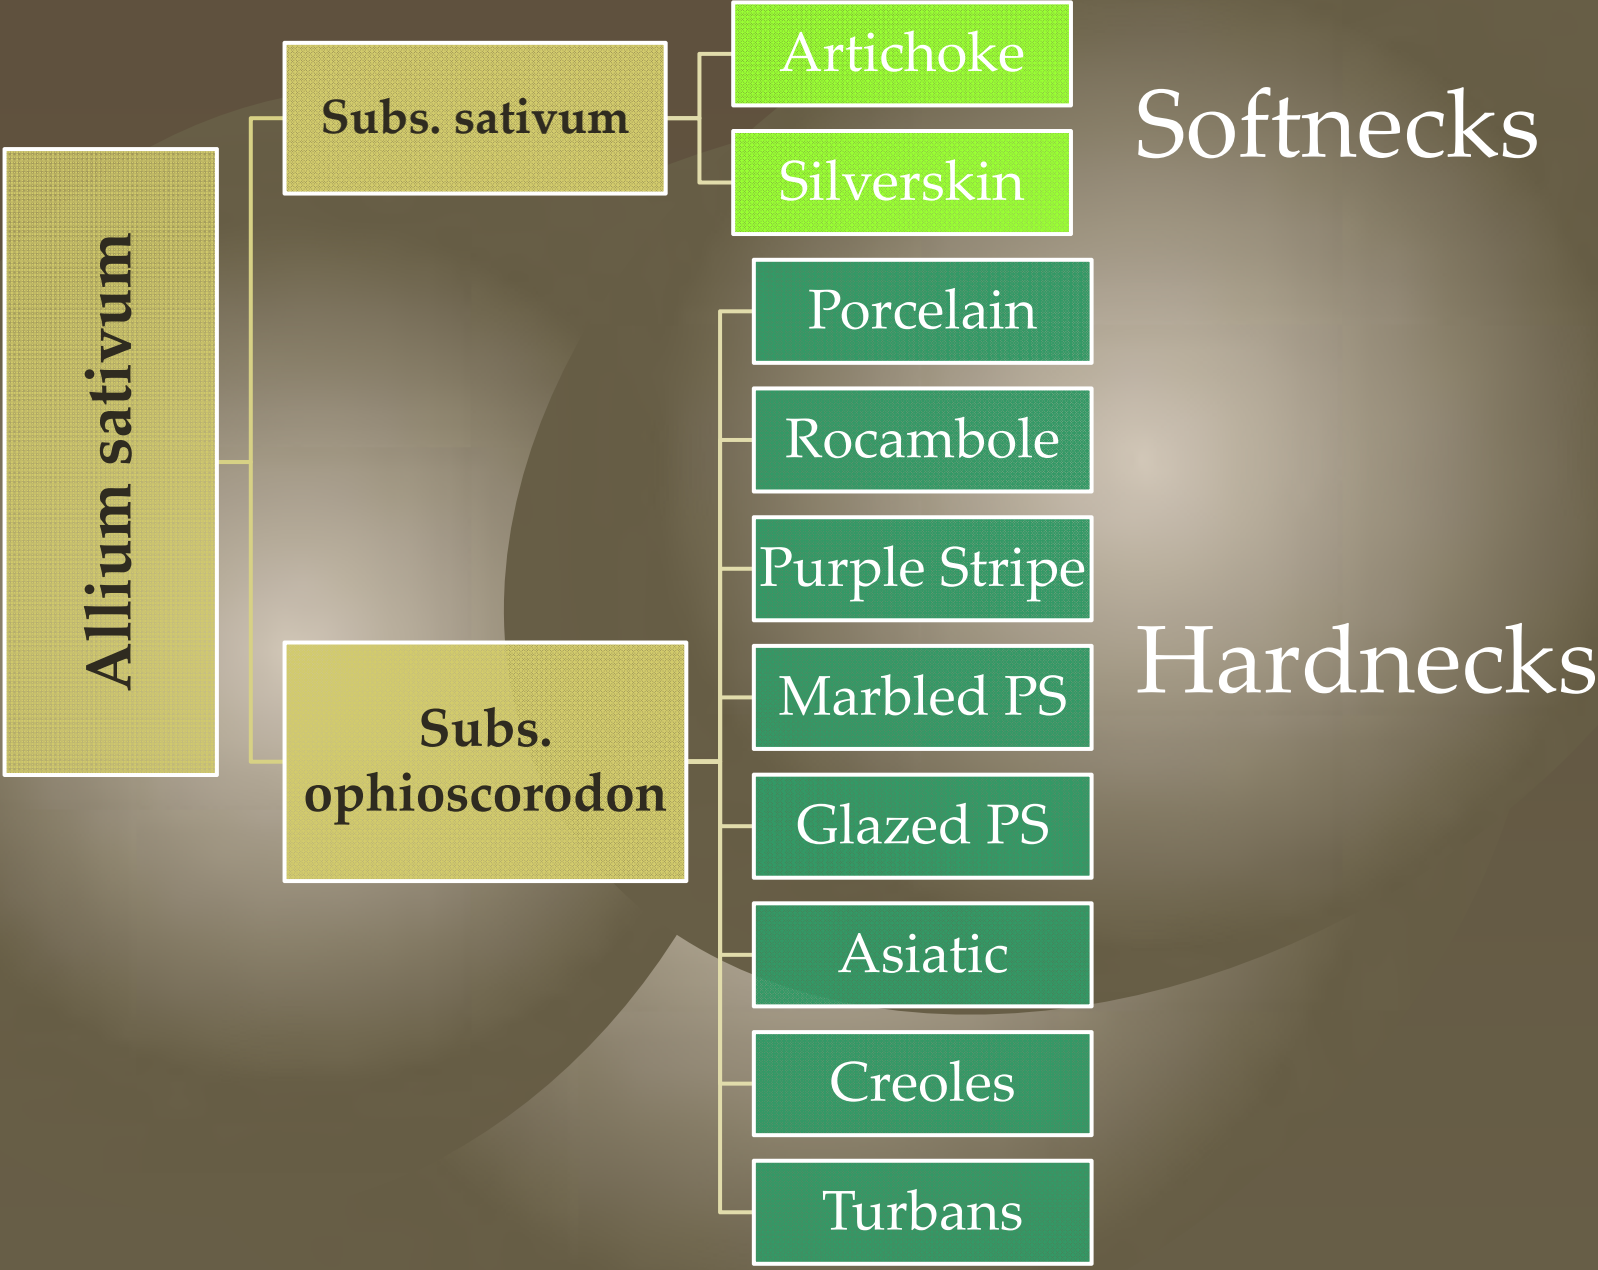 Allium sativum
Subs. sativum
Artichoke
Silverskin
Softnecks
Subs.
ophioscorodon
Porcelain
Rocambole
Purple Stripe
Marbled PS
Glazed PS
Asiatic
Creoles
Turbans
Hardnecks